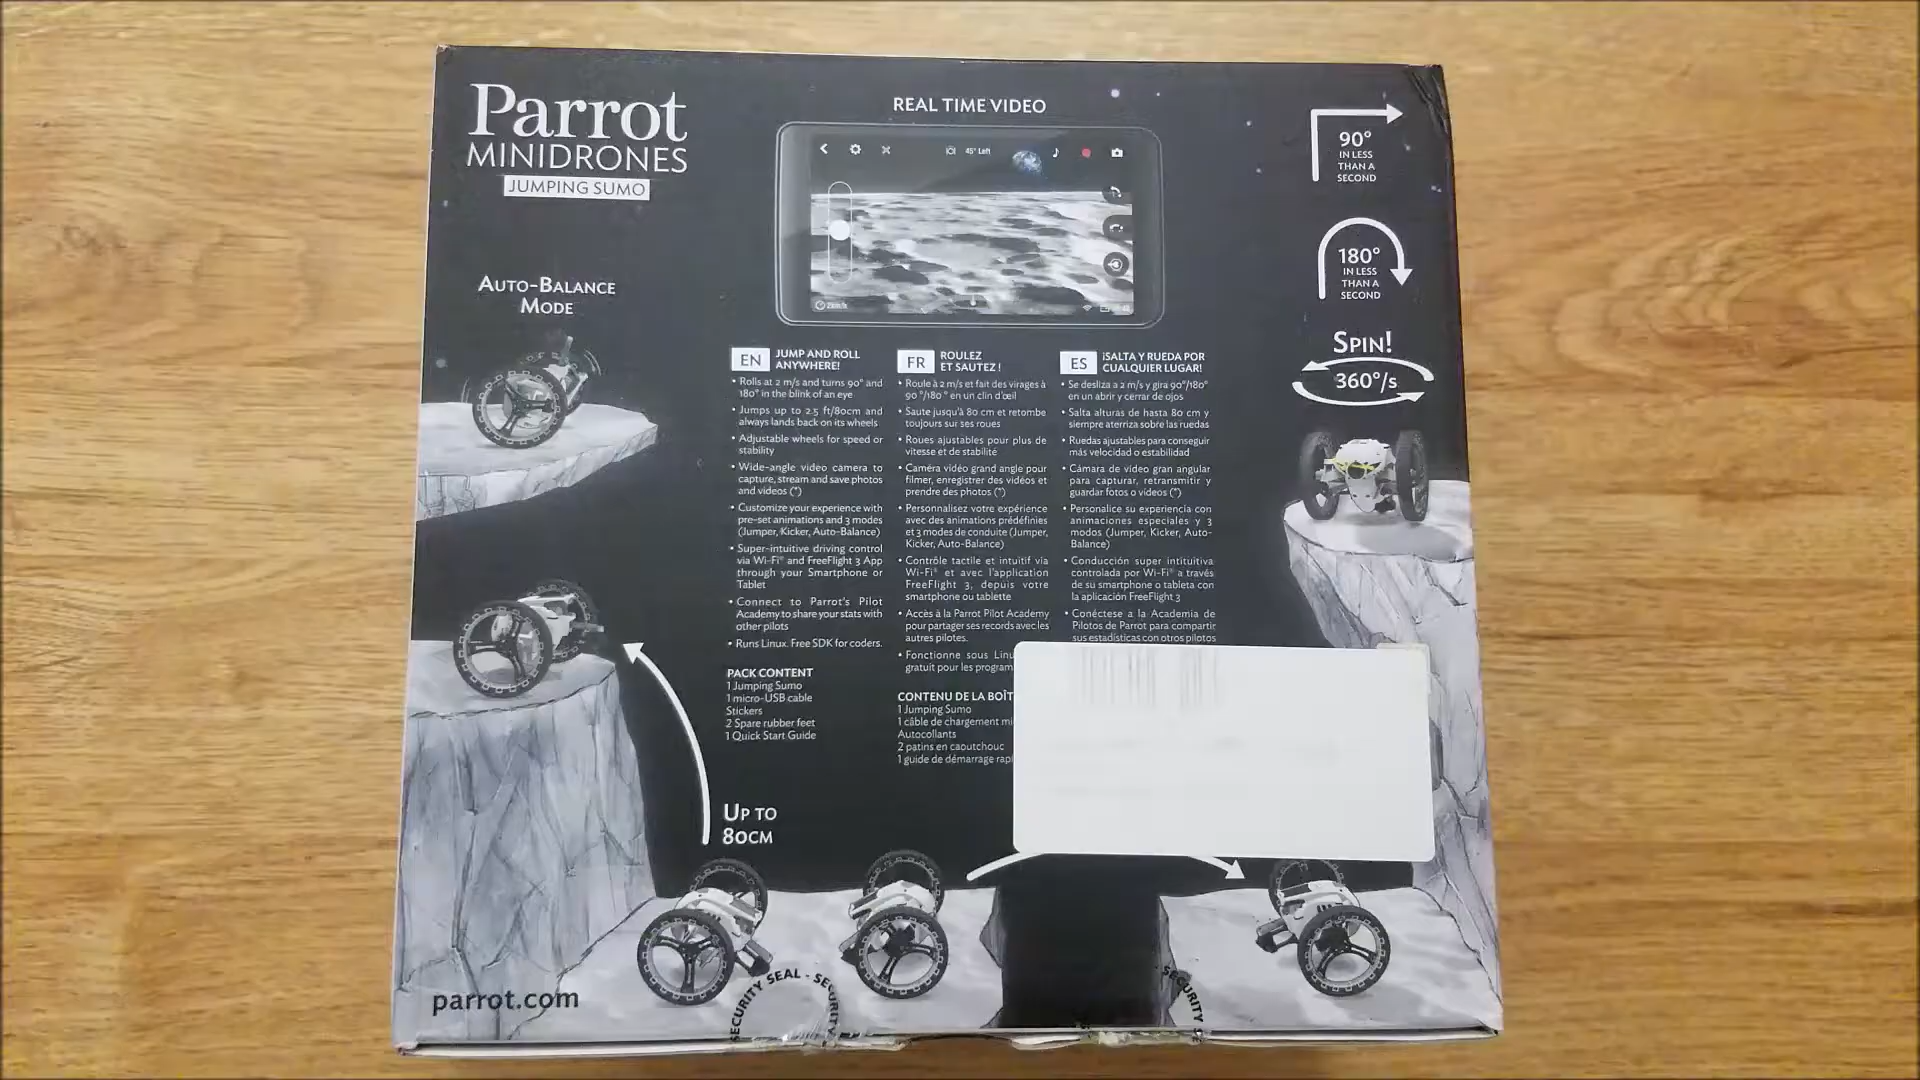 Parrot
MINIDRONES
JUMPING SUMO
REAL TIME VIDEO
45° Left
90°
IN LESS
THAN A
SECOND
180°
IN LESS
THAN A
SECOND
SPIN!
360°/s
AUTO-BALANCE
MODE
EN
JUMP AND ROLL
ANYWHERE!
• Rolls at 2 m/s and turns 90° and
180° in the blink of an eye
• Jumps up to 2.5 ft/80cm and
always lands back on its wheels
• Adjustable wheels for speed or
stability
• Wide-angle video camera to
capture, stream and save photos
and videos (*)
• Customize your experience with
pre-set animations and 3 modes
(Jumper, Kicker, Auto-Balance)
• Super-intuitive driving control
via Wi-Fi® and FreeFlight 3 App
through your Smartphone or
Tablet
• Connect to Parrot's Pilot
Academy to share your stats with
other pilots
• Runs Linux. Free SDK for coders.
PACK CONTENT
1 Jumping Sumo
1 micro-USB cable
Stickers
2 Spare rubber feet
1 Quick Start Guide
FR
ROULEZ
ET SAUTEZ !
• Roule à 2 m/s et fait des virages à
90 °/180 ° en un clin d'œil
• Saute jusqu'à 80 cm et retombe
toujours sur ses roues
• Roues ajustables pour plus de
vitesse et de stabilité
• Caméra vidéo grand angle pour
filmer, enregistrer des vidéos et
prendre des photos (*)
• Personnalisez votre expérience
avec des animations prédéfinies
et 3 modes de conduite (Jumper,
Kicker, Auto-Balance)
• Contrôle tactile et intuitif via
Wi-Fi® et avec l'application
FreeFlight 3, depuis votre
smartphone ou tablette
• Accès à la Parrot Pilot Academy
pour partager ses records avec les
autres pilotes.
• Fonctionne sous Linu
gratuit pour les program
CONTENU DE LA BOÎT
1 Jumping Sumo
1 câble de chargement mi
Autocollants
2 patins en caoutchouc
1 guide de démarrage rapi
ES
¡SALTA Y RUEDA POR
CUALQUIER LUGAR!
• Se desliza a 2 m/s y gira 90°/180°
en un abrir y cerrar de ojos
• Salta alturas de hasta 80 cm y
siempre aterriza sobre las ruedas
• Ruedas ajustables para conseguir
más velocidad o estabilidad
• Cámara de vídeo gran angular
para capturar, retransmitir y
guardar fotos o vídeos (*)
• Personalice su experiencia con
animaciones especiales y 3
modos (Jumper, Kicker, Auto-
Balance)
• Conducción super intituitiva
controlada por Wi-Fi® a través
de su smartphone o tableta con
la aplicación FreeFlight 3
• Conéctese a la Academia de
Pilotos de Parrot para compartir
sus estadísticas con otros pilotos
UP TO
80CM
parrot.com
SECURITY SEAL - SECURITY
SECURITY SE